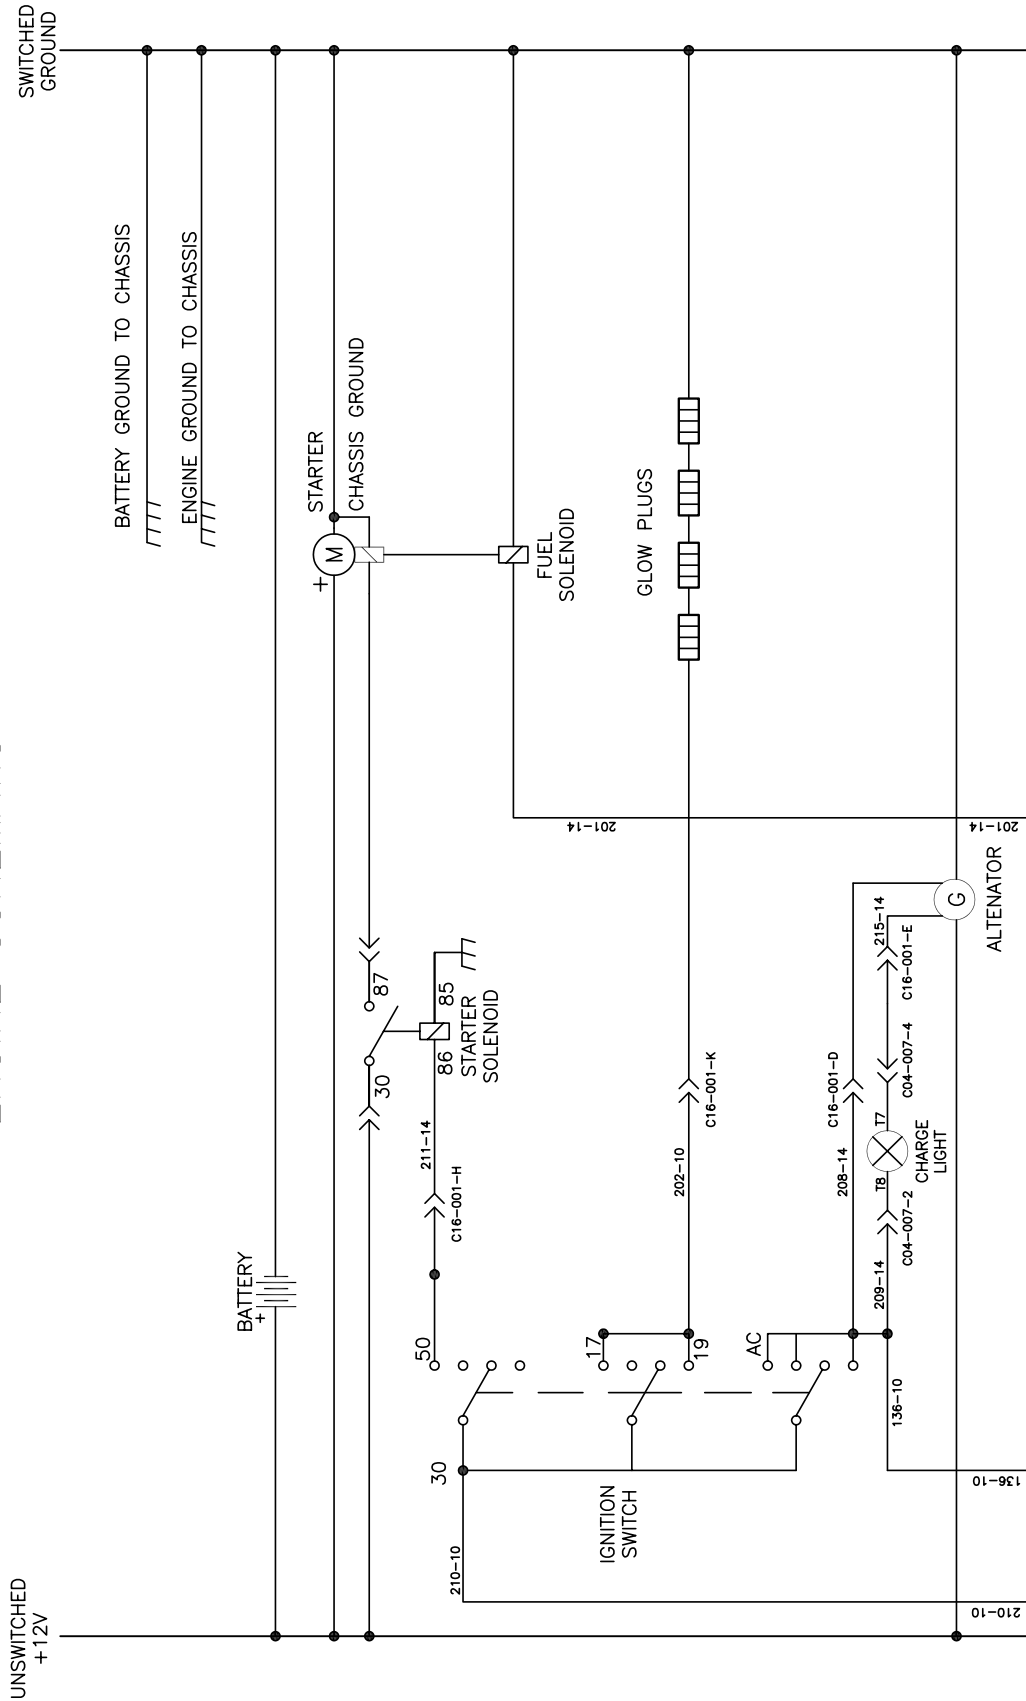 SWITCHED
GROUND
BATTERY GROUND TO CHASSIS
ENGINE GROUND TO CHASSIS
STARTER
CHASSIS GROUND
M
+
FUEL
SOLENOID
GLOW PLUGS
201-14
201-14
ALTENATOR
G
215-14
C16-001-E
87
30
85
86
STARTER
SOLENOID
211-14
C16-001-H
C16-001-K
202-10
C16-001-D
208-14
C04-007-4
T7
CHARGE
LIGHT
T8
C04-007-2
209-14
BATTERY
+
50
17
19
AC
30
136-10
136-10
IGNITION
SWITCH
210-10
210-10
UNSWITCHED
+12V